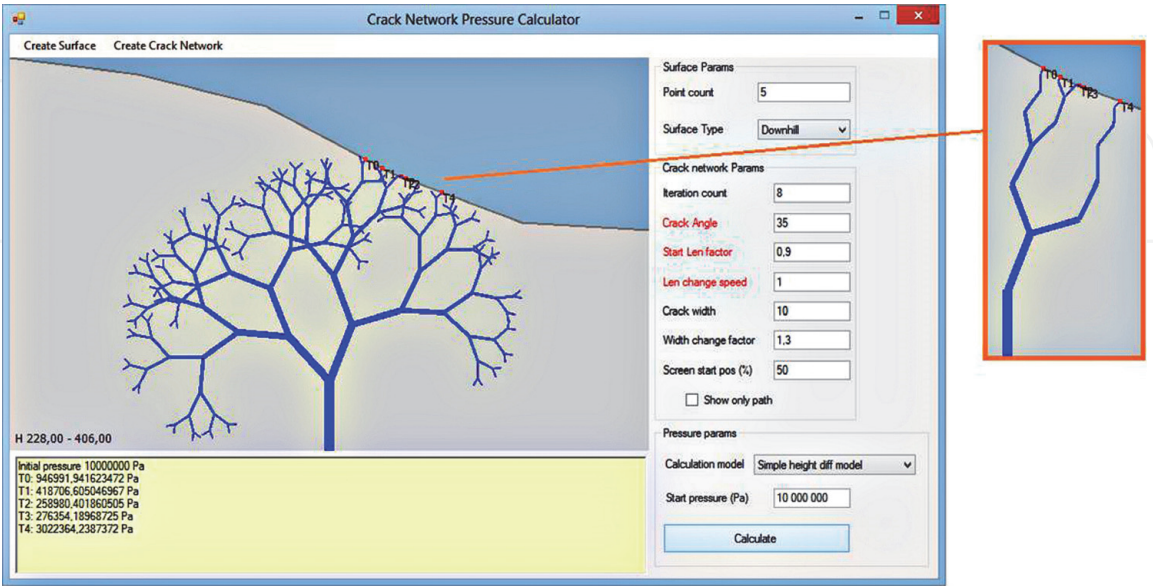 Crack Network Pressure Calculator
Create Surface Create Crack Network
Surface Params
Point count 5
Surface Type Downhill
Crack network Params
Iteration count 8
Crack Angle 35
Start Len factor 0,9
Len change speed 1
Crack width 10
Width change factor 1,3
Screen start pos (%) 50
Show only path
Pressure params
Calculation model Simple height diff model
Start pressure (Pa) 10 000 000
Calculate
T0
T1
T2
T3
T4
H 228,00 - 406,00
Initial pressure 10000000 Pa
T0: 946991,941623472 Pa
T1: 418706,605046967 Pa
T2: 258980,401860505 Pa
T3: 276354,18968725 Pa
T4: 3022364,2387372 Pa
T0
T1
T2
T3
T4